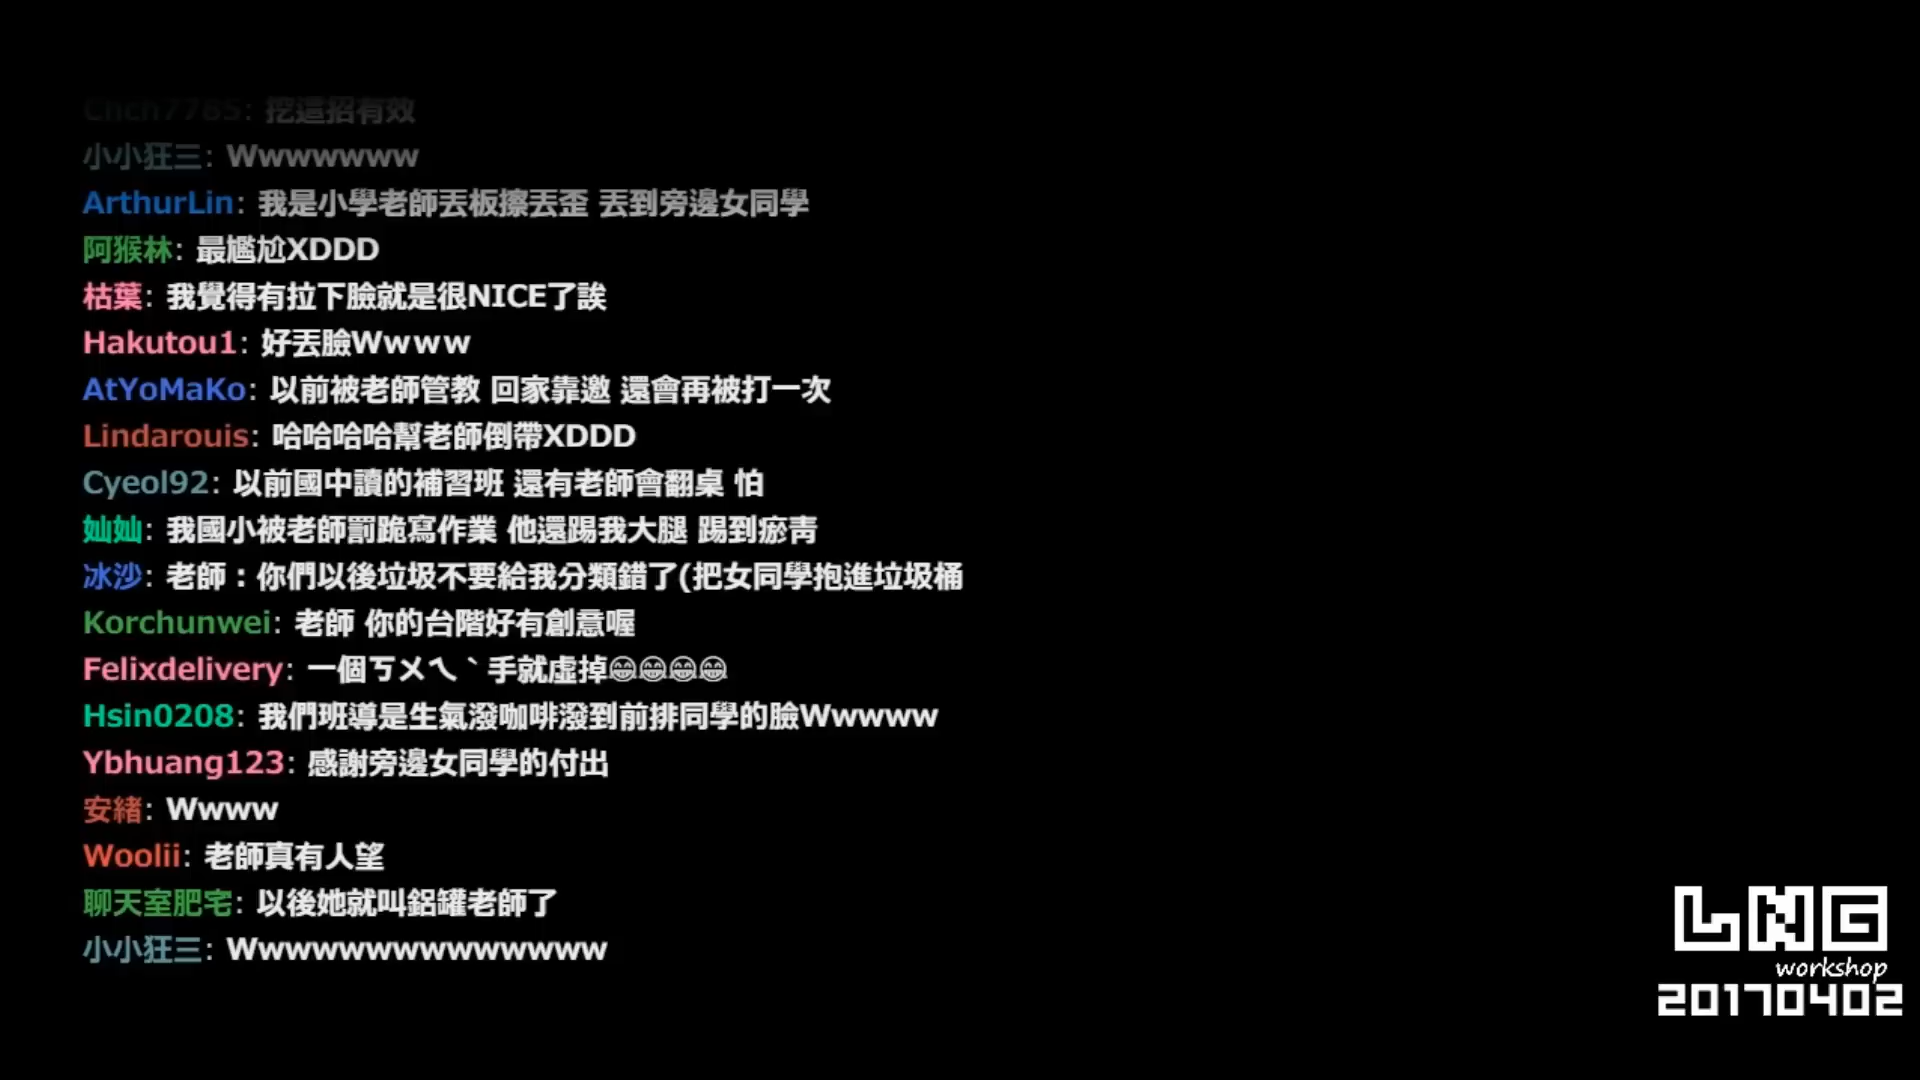 Chch7785: 挖這招有效
小小狂三: Wwwwwww
ArthurLin: 我是小學老師丟板擦丟歪 丟到旁邊女同學
阿猴林: 最尷尬XDDD
枯葉: 我覺得有拉下臉就是很NICE了誒
Hakutou1: 好丟臉Wwww
AtYoMaKo: 以前被老師管教 回家靠邀 還會再被打一次
Lindarouis: 哈哈哈哈幫老師倒帶XDDD
Cyeol92: 以前國中讀的補習班 還有老師會翻桌 怕
妯妯: 我國小被老師罰跪寫作業 他還踢我大腿 踢到瘀青
冰沙: 老師：你們以後垃圾不要給我分類錯了(把女同學抱進垃圾桶
Korchunwei: 老師 你的台階好有創意喔
Felixdelivery: 一個ㄎㄨㄟˋ手就虛掉😁😁😁😁
Hsin0208: 我們班導是生氣潑咖啡潑到前排同學的臉Wwwww
Ybhuang123: 感謝旁邊女同學的付出
安緒: Wwww
Woolii: 老師真有人望
聊天室肥宅: 以後她就叫鋁罐老師了
小小狂三: Wwwwwwwwwwwwww
LNG
workshop
20170402